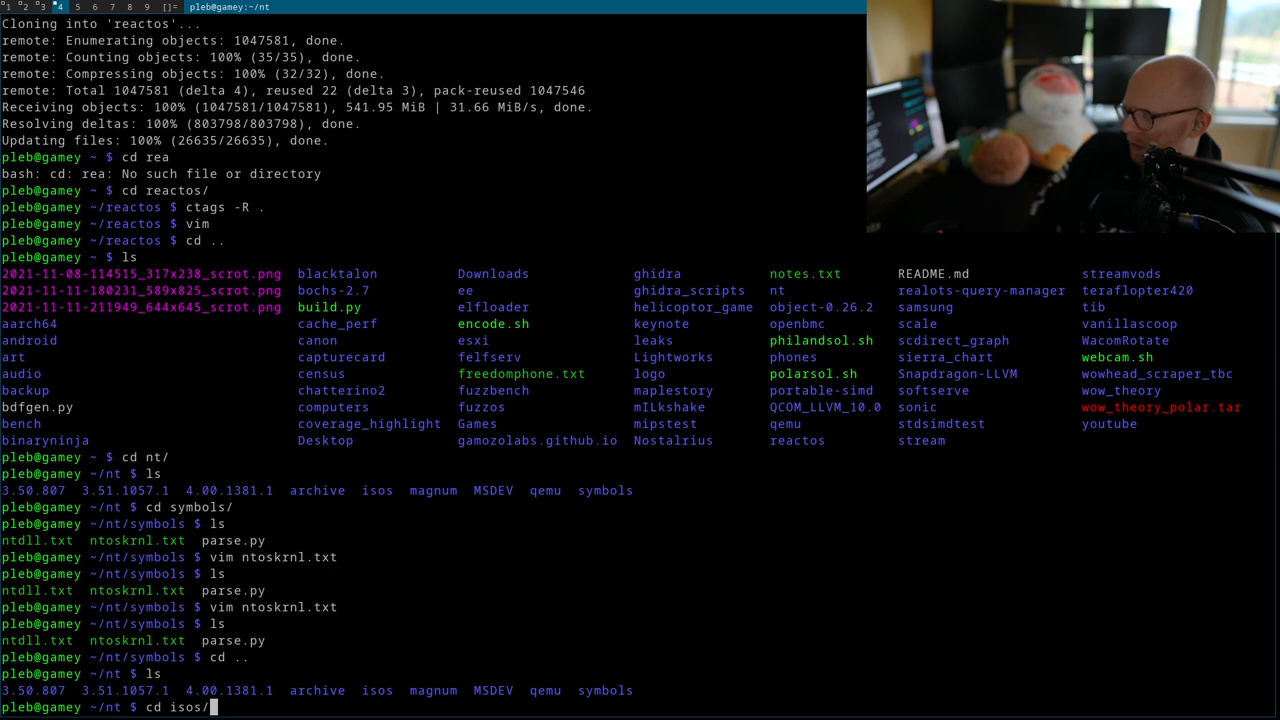 1 2 3 4 5 6 7 8 9 []= pleb@gamey:~/nt
Cloning into 'reactos'...
remote: Enumerating objects: 1047581, done.
remote: Counting objects: 100% (35/35), done.
remote: Compressing objects: 100% (32/32), done.
remote: Total 1047581 (delta 4), reused 22 (delta 3), pack-reused 1047546
Receiving objects: 100% (1047581/1047581), 541.95 MiB | 31.66 MiB/s, done.
Resolving deltas: 100% (803798/803798), done.
Updating files: 100% (26635/26635), done.
pleb@gamey ~ $ cd rea
bash: cd: rea: No such file or directory
pleb@gamey ~ $ cd reactos/
pleb@gamey ~/reactos $ ctags -R .
pleb@gamey ~/reactos $ vim
pleb@gamey ~/reactos $ cd ..
pleb@gamey ~ $ ls
2021-11-08-114515_317x238_scrot.png blacktalon Downloads ghidra notes.txt README.md streamvods
2021-11-11-180231_589x825_scrot.png bochs-2.7 ee ghidra_scripts nt realots-query-manager teraflopter420
2021-11-11-211949_644x645_scrot.png build.py elfloader helicoptor_game object-0.26.2 samsung tib
aarch64 cache_perf encode.sh keynote openbmc scale vanillascoop
android canon esxi leaks philandsol.sh scdirect_graph WacomRotate
art capturecard felfserv Lightworks phones sierra_chart webcam.sh
audio census freedomphone.txt logo polarsol.sh Snapdragon-LLVM wowhead_scraper_tbc
backup chatterino2 fuzzbench maplestory portable-simd softserve wow_theory
bdfgen.py computers fuzzos mILkshake QCOM_LLVM_10.0 sonic wow_theory_polar.tar
bench coverage_highlight Games mipstest qemu stdsimdtest youtube
binaryninja Desktop gamozolabs.github.io Nostalrius reactos stream
pleb@gamey ~ $ cd nt/
pleb@gamey ~/nt $ ls
3.50.807 3.51.1057.1 4.00.1381.1 archive isos magnum MSDEV qemu symbols
pleb@gamey ~/nt $ cd symbols/
pleb@gamey ~/nt/symbols $ ls
ntdll.txt ntoskrnl.txt parse.py
pleb@gamey ~/nt/symbols $ vim ntoskrnl.txt
pleb@gamey ~/nt/symbols $ ls
ntdll.txt ntoskrnl.txt parse.py
pleb@gamey ~/nt/symbols $ vim ntoskrnl.txt
pleb@gamey ~/nt/symbols $ ls
ntdll.txt ntoskrnl.txt parse.py
pleb@gamey ~/nt/symbols $ cd ..
pleb@gamey ~/nt $ ls
3.50.807 3.51.1057.1 4.00.1381.1 archive isos magnum MSDEV qemu symbols
pleb@gamey ~/nt $ cd isos/